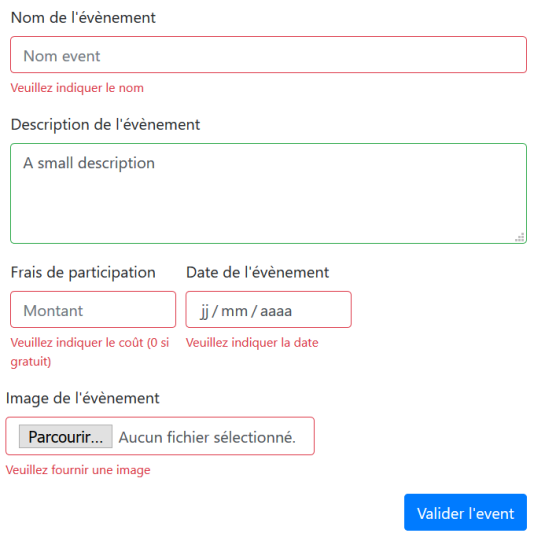 Nom de l'évènement
Nom event
Veuillez indiquer le nom
Description de l'évènement
A small description
Frais de participation
Montant
Veuillez indiquer le coût (0 si
gratuit)
Date de l'évènement
jj / mm / aaaa
Veuillez indiquer la date
Image de l'évènement
Parcourir... Aucun fichier sélectionné.
Veuillez fournir une image
Valider l'event